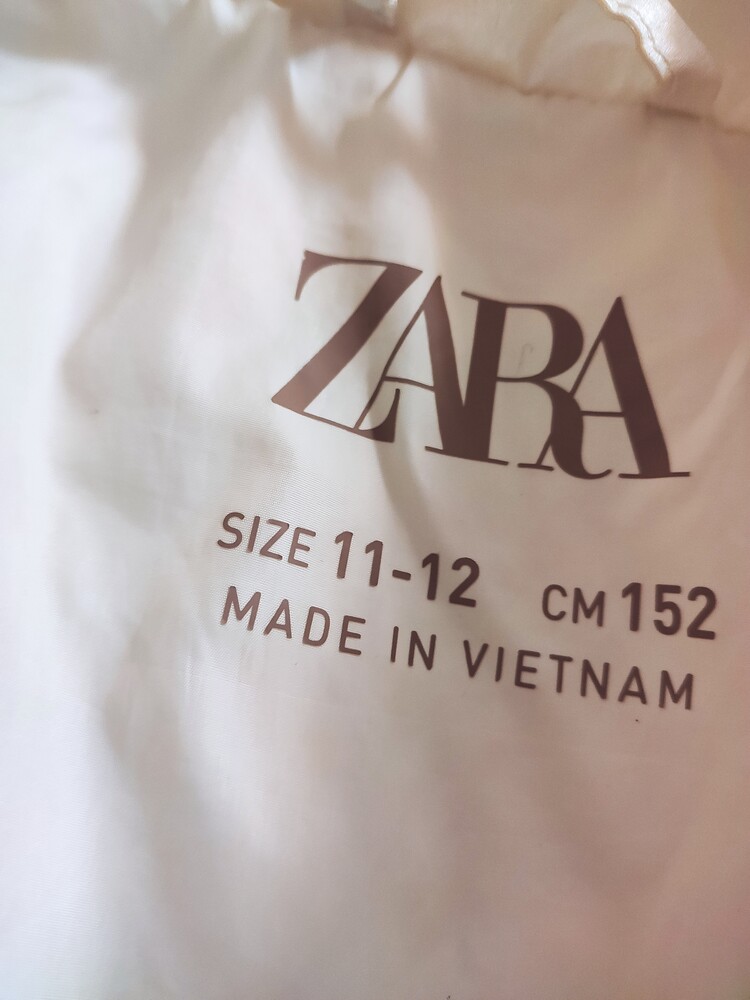 ZARA
SIZE 11-12 CM 152
MADE IN VIETNAM